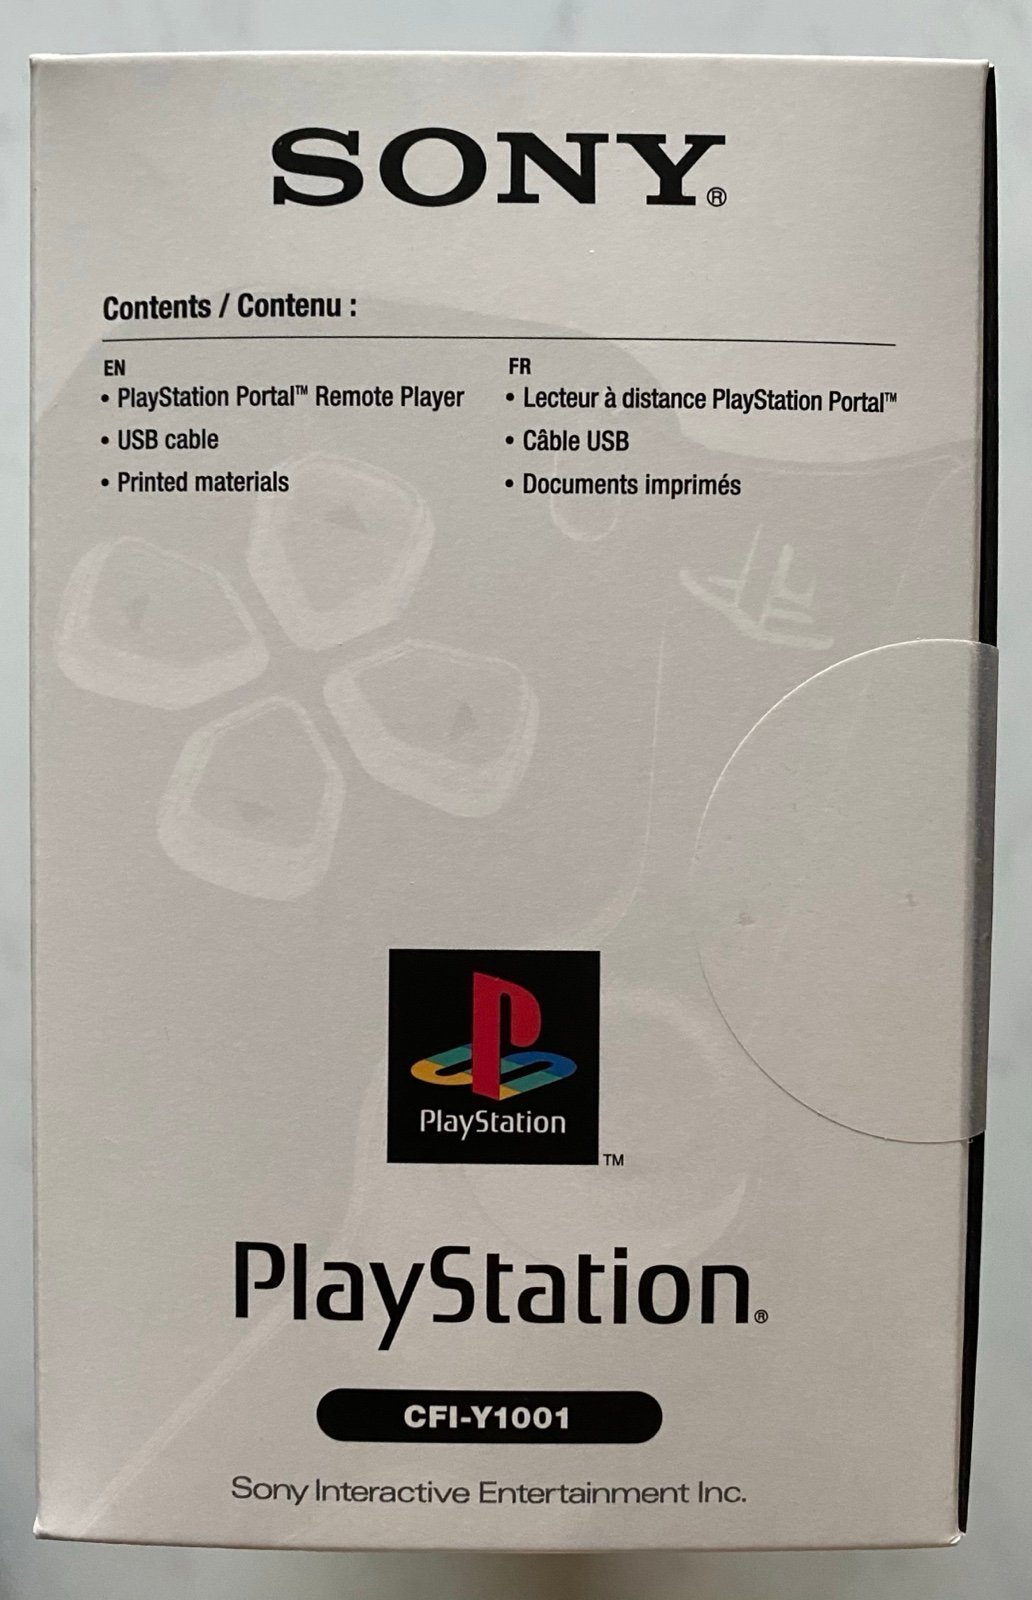 SONY®
Contents / Contenu :
EN
• PlayStation Portal™ Remote Player
• USB cable
• Printed materials
FR
• Lecteur à distance PlayStation Portal™
• Câble USB
• Documents imprimés
PlayStation
TM
PlayStation®
CFI-Y1001
Sony Interactive Entertainment Inc.